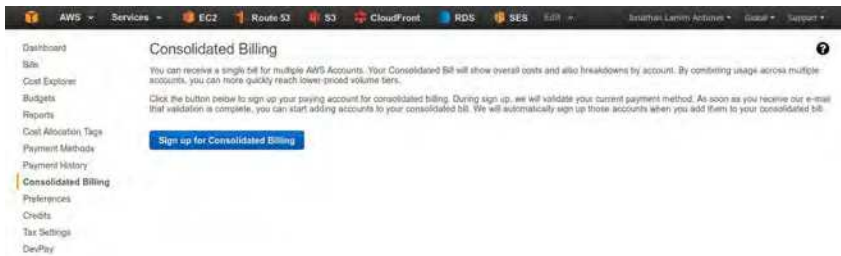 AWS Services EC2 Route 53 S3 CloudFront RDS SES Edit Jonathan Lamim Antunes Global Support
Dashboard
Bills
Cost Explorer
Budgets
Reports
Cost Allocation Tags
Payment Methods
Payment History
Consolidated Billing
Preferences
Credits
Tax Settings
DevPay
Consolidated Billing
?
You can receive a single bill for multiple AWS Accounts. Your Consolidated Bill will show overall costs and also breakdowns by account. By combining usage across multiple
accounts, you can more quickly reach lower-priced volume tiers.
Click the button below to sign up your paying account for consolidated billing. During sign up, we will validate your current payment method. As soon as you receive our e-mail
that validation is complete, you can start adding accounts to your consolidated bill. We will automatically sign up those accounts when you add them to your consolidated bill.
Sign up for Consolidated Billing